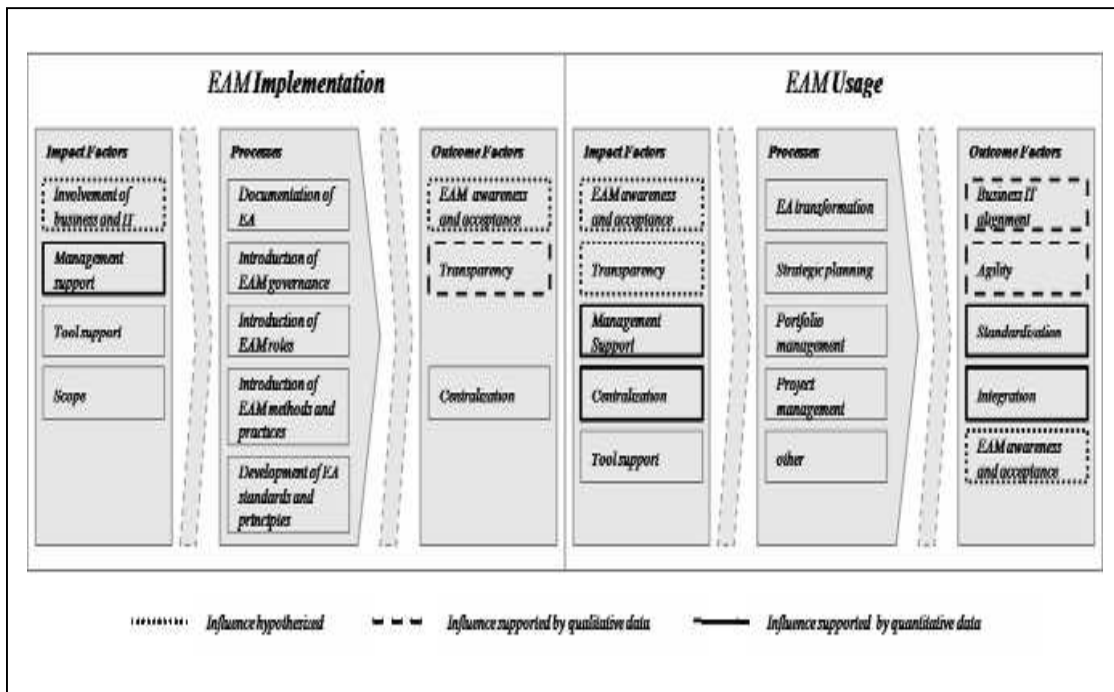 EAM Implementation
EAM Usage
Impact Factors
Involvement of
business and IT
Management
support
Tool support
Scope
Processes
Documentation of
EA
Introduction of
EAM governance
Introduction of
EAM roles
Introduction of
EAM methods and
practices
Development of EA
standards and
principles
Outcome Factors
EAM awareness
and acceptance
Transparency
Centralization
Impact Factors
EAM awareness
and acceptance
Transparency
Management
Support
Centralization
Tool support
Processes
EA transformation
Strategic planning
Portfolio
management
Project
management
other
Outcome Factors
Business IT
alignment
Agility
Standardization
Integration
EAM awareness
and acceptance
Influence hypothesized
Influence supported by qualitative data
Influence supported by quantitative data